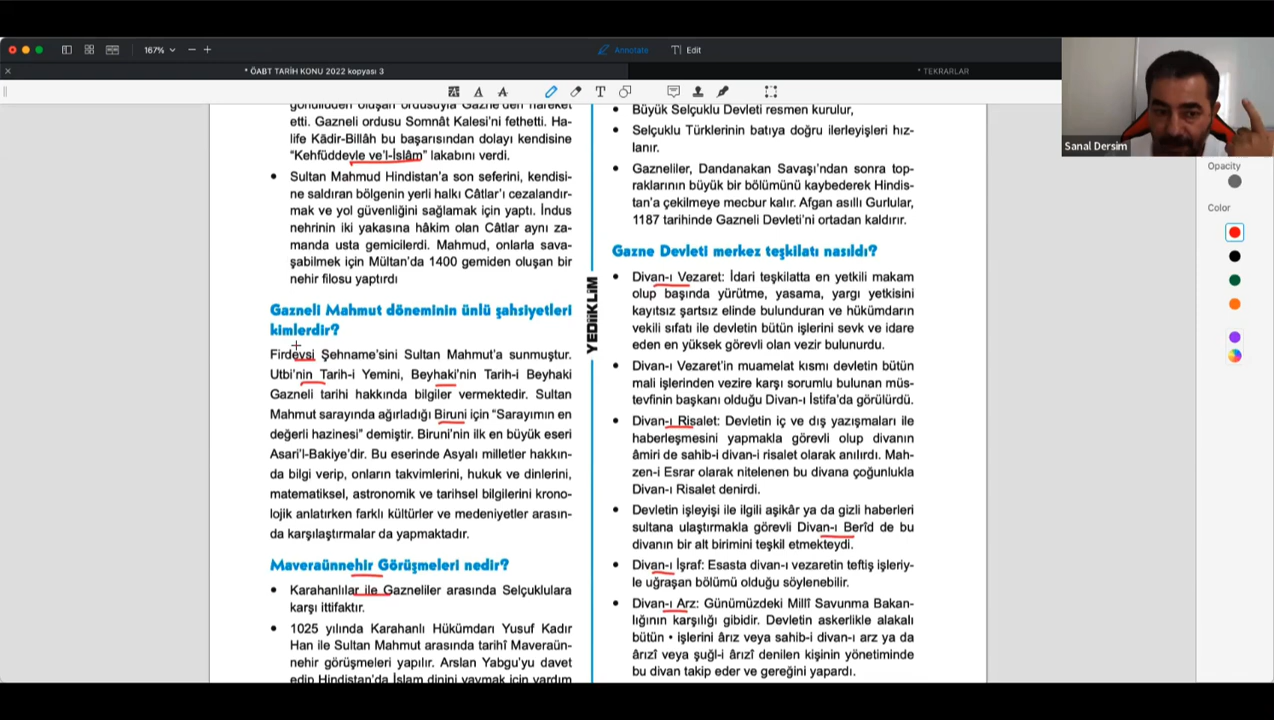 167%
Annotate
Edit
* ÖABT TARİH KONU 2022 kopyası 3
* TEKRARLAR
Sanal Dersim
Opacity
Color
gönüllüden oluşan ordusuyla Gazne'den hareket
etti. Gazneli ordusu Somnât Kalesi'ni fethetti. Ha-
life Kâdir-Billâh bu başarısından dolayı kendisine
“Kehfüddevle ve'l-İslâm” lakabını verdi.
• Sultan Mahmud Hindistan'a son seferini, kendisi-
ne saldıran bölgenin yerli halkı Câtlar'ı cezalandır-
mak ve yol güvenliğini sağlamak için yaptı. İndus
nehrinin iki yakasına hâkim olan Câtlar aynı za-
manda usta gemicilerdi. Mahmud, onlarla sava-
şabilmek için Mültan'da 1400 gemiden oluşan bir
nehir filosu yaptırdı
Gazneli Mahmut döneminin ünlü şahsiyetleri
kimlerdir?
Firdevsi Şehname'sini Sultan Mahmut'a sunmuştur.
Utbi'nin Tarih-i Yemini, Beyhaki'nin Tarih-i Beyhaki
Gazneli tarihi hakkında bilgiler vermektedir. Sultan
Mahmut sarayında ağırladığı Biruni için “Sarayımın en
değerli hazinesi” demiştir. Biruni'nin ilk en büyük eseri
Asari'l-Bakiye'dir. Bu eserinde Asyalı milletler hakkın-
da bilgi verip, onların takvimlerini, hukuk ve dinlerini,
matematiksel, astronomik ve tarihsel bilgilerini krono-
lojik anlatırken farklı kültürler ve medeniyetler arasın-
da karşılaştırmalar da yapmaktadır.
Maveraünnehir Görüşmeleri nedir?
• Karahanlılar ile Gazneliler arasında Selçuklulara
karşı ittifaktır.
• 1025 yılında Karahanlı Hükümdarı Yusuf Kadır
Han ile Sultan Mahmut arasında tarihî Maveraün-
nehir görüşmeleri yapılır. Arslan Yabgu'yu davet
edip Hindistan'da İslam dinini yaymak için yardım
YEDİİKLİM
• Büyük Selçuklu Devleti resmen kurulur,
• Selçuklu Türklerinin batıya doğru ilerleyişleri hız-
lanır.
• Gazneliler, Dandanakan Savaşı'ndan sonra top-
raklarının büyük bir bölümünü kaybederek Hindis-
tan'a çekilmeye mecbur kalır. Afgan asıllı Gurlular,
1187 tarihinde Gazneli Devleti'ni ortadan kaldırır.
Gazne Devleti merkez teşkilatı nasıldı?
• Divan-ı Vezaret: İdari teşkilatta en yetkili makam
olup başında yürütme, yasama, yargı yetkisini
kayıtsız şartsız elinde bulunduran ve hükümdarın
vekili sıfatı ile devletin bütün işlerini sevk ve idare
eden en yüksek görevli olan vezir bulunurdu.
• Divan-ı Vezaret'in muamelat kısmı devletin bütün
mali işlerinden vezire karşı sorumlu bulunan müs-
tevfinin başkanı olduğu Divan-ı İstifa'da görülürdü.
• Divan-ı Risalet: Devletin iç ve dış yazışmaları ile
haberleşmesini yapmakla görevli olup divanın
âmiri de sahib-i divan-i risalet olarak anılırdı. Mah-
zen-i Esrar olarak nitelenen bu divana çoğunlukla
Divan-ı Risalet denirdi.
• Devletin işleyişi ile ilgili aşikâr ya da gizli haberleri
sultana ulaştırmakla görevli Divan-ı Berîd de bu
divanın bir alt birimini teşkil etmekteydi.
• Divan-ı İşraf: Esasta divan-ı vezaretin teftiş işleriy-
le uğraşan bölümü olduğu söylenebilir.
• Divan-ı Arz: Günümüzdeki Millî Savunma Bakan-
lığının karşılığı gibidir. Devletin askerlikle alakalı
bütün • işlerini ârız veya sahib-i divan-ı arz ya da
ârızî veya şuğl-i ârızî denilen kişinin yönetiminde
bu divan takip eder ve gereğini yapardı.